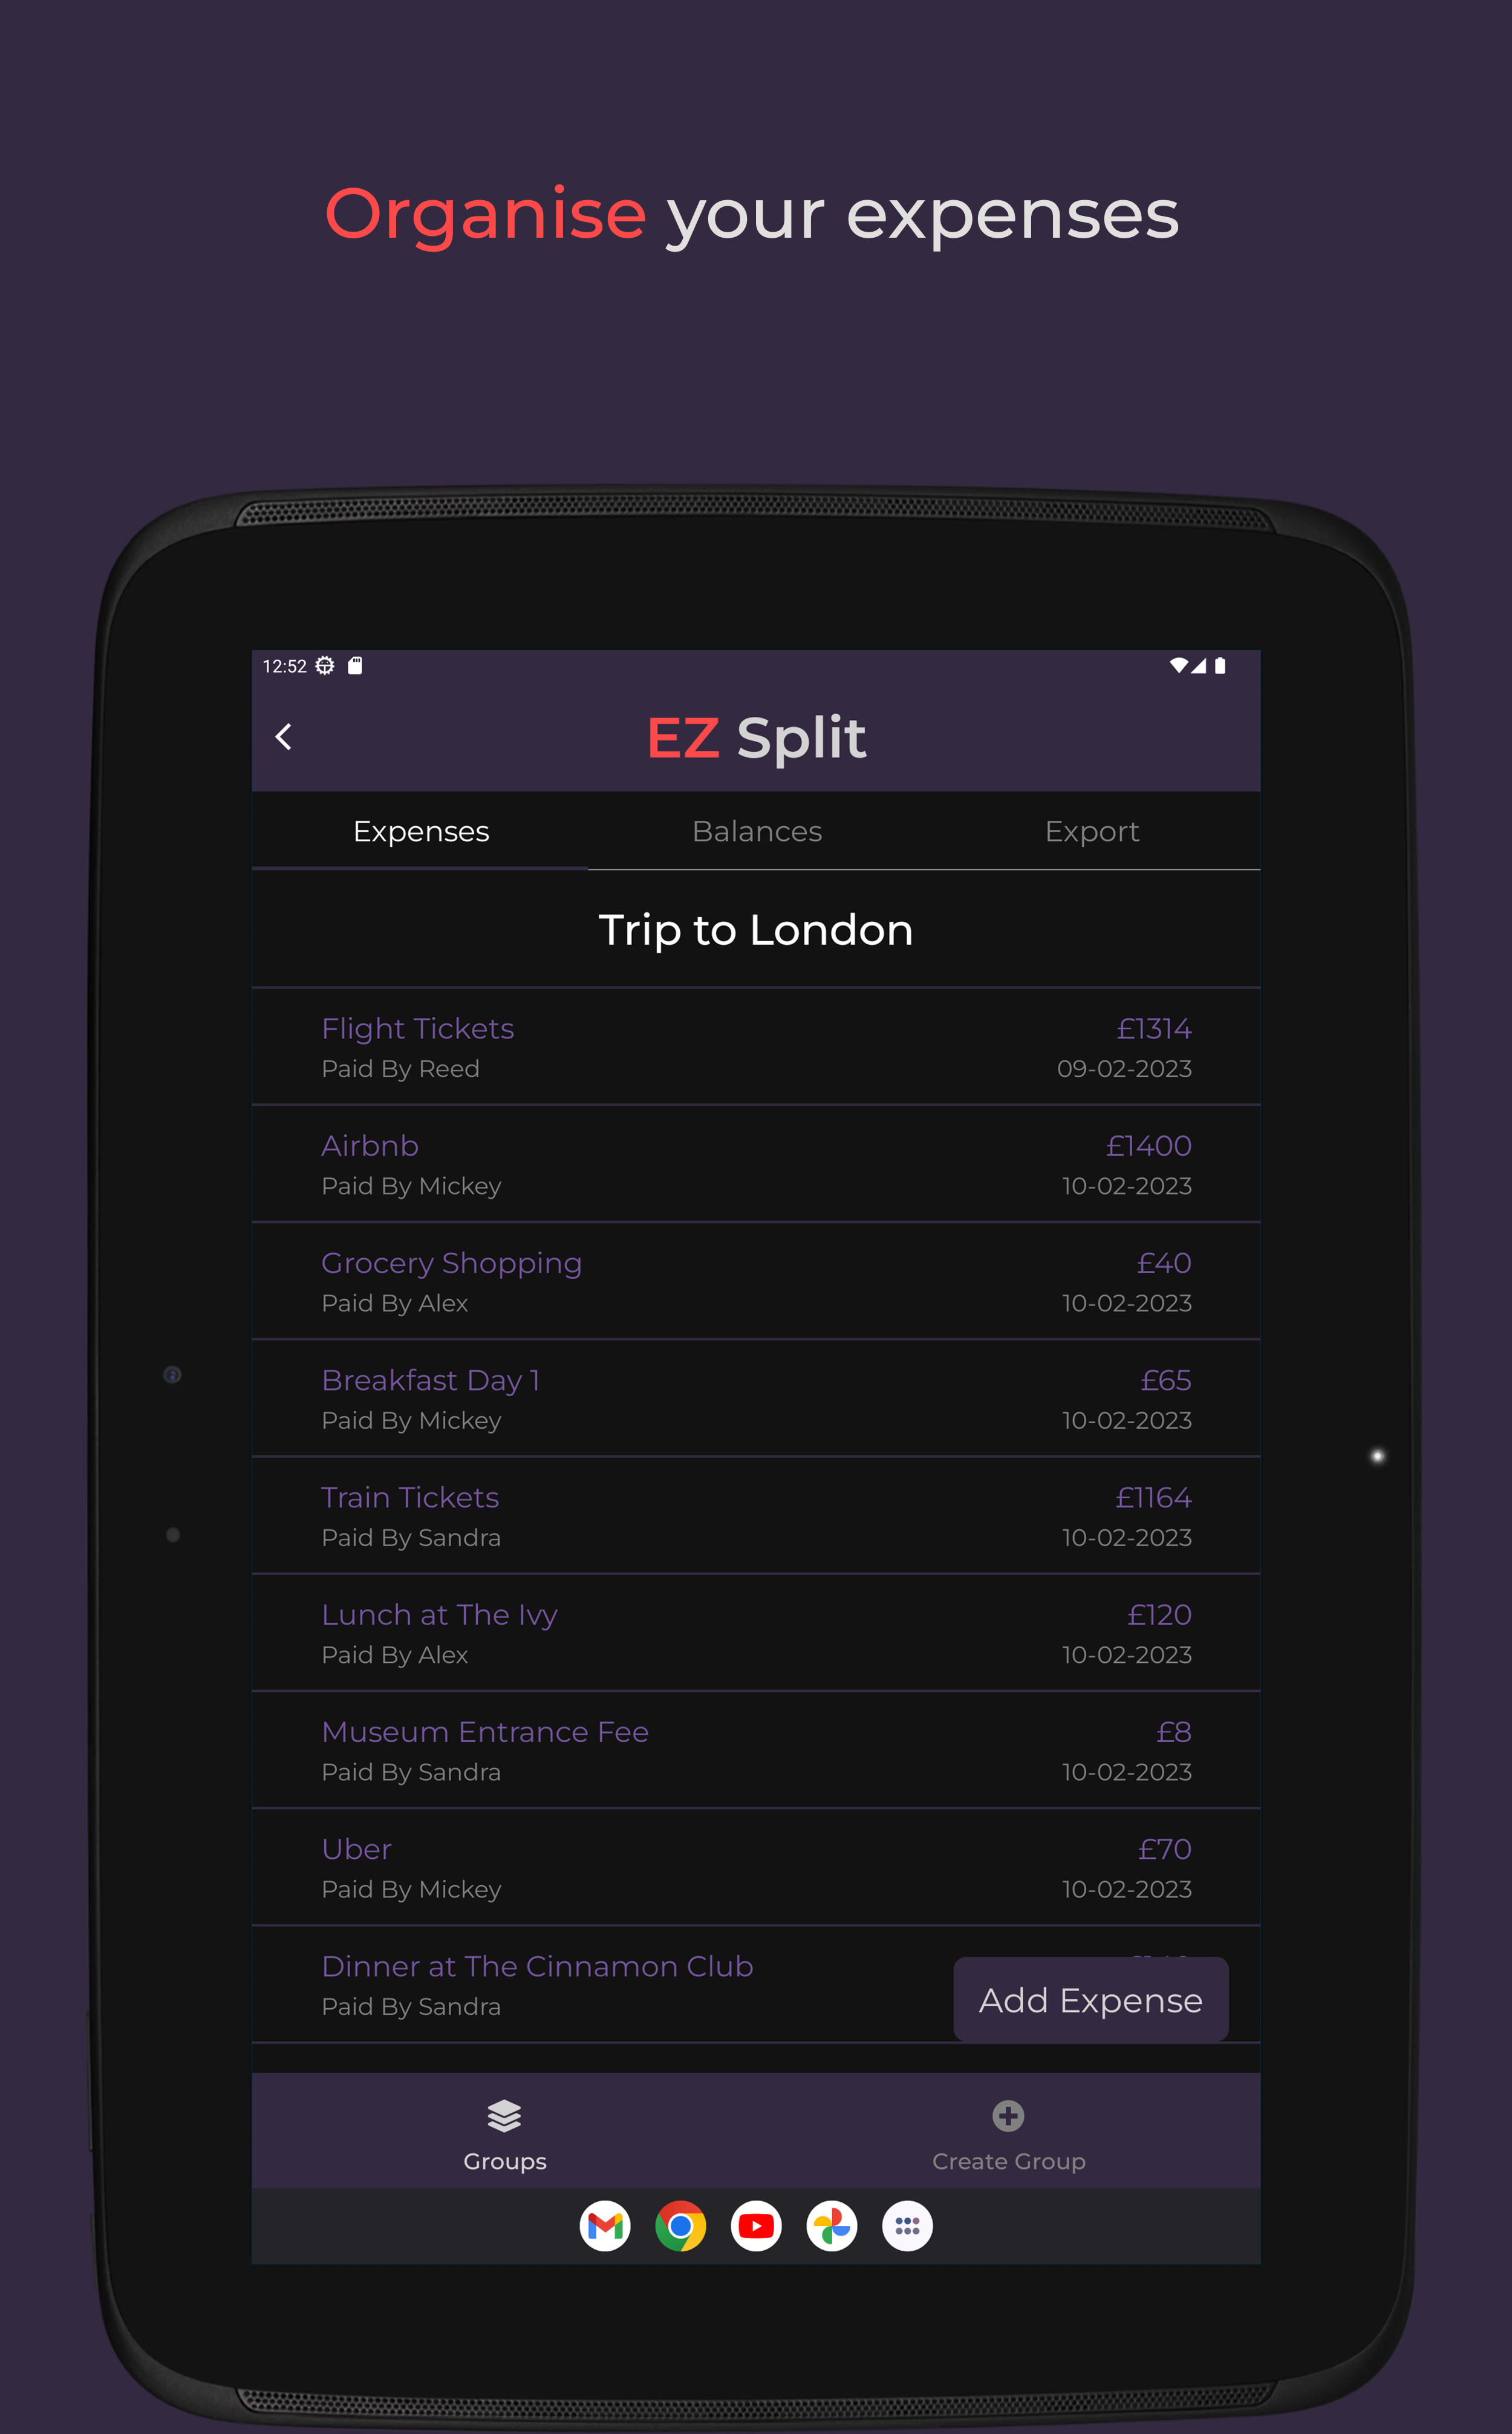 Organise your expenses
12:52
EZ Split
Expenses Balances Export
Trip to London
Flight Tickets £1314
Paid By Reed 09-02-2023
Airbnb £1400
Paid By Mickey 10-02-2023
Grocery Shopping £40
Paid By Alex 10-02-2023
Breakfast Day 1 £65
Paid By Mickey 10-02-2023
Train Tickets £1164
Paid By Sandra 10-02-2023
Lunch at The Ivy £120
Paid By Alex 10-02-2023
Museum Entrance Fee £8
Paid By Sandra 10-02-2023
Uber £70
Paid By Mickey 10-02-2023
Dinner at The Cinnamon Club
Paid By Sandra
Add Expense
Groups Create Group